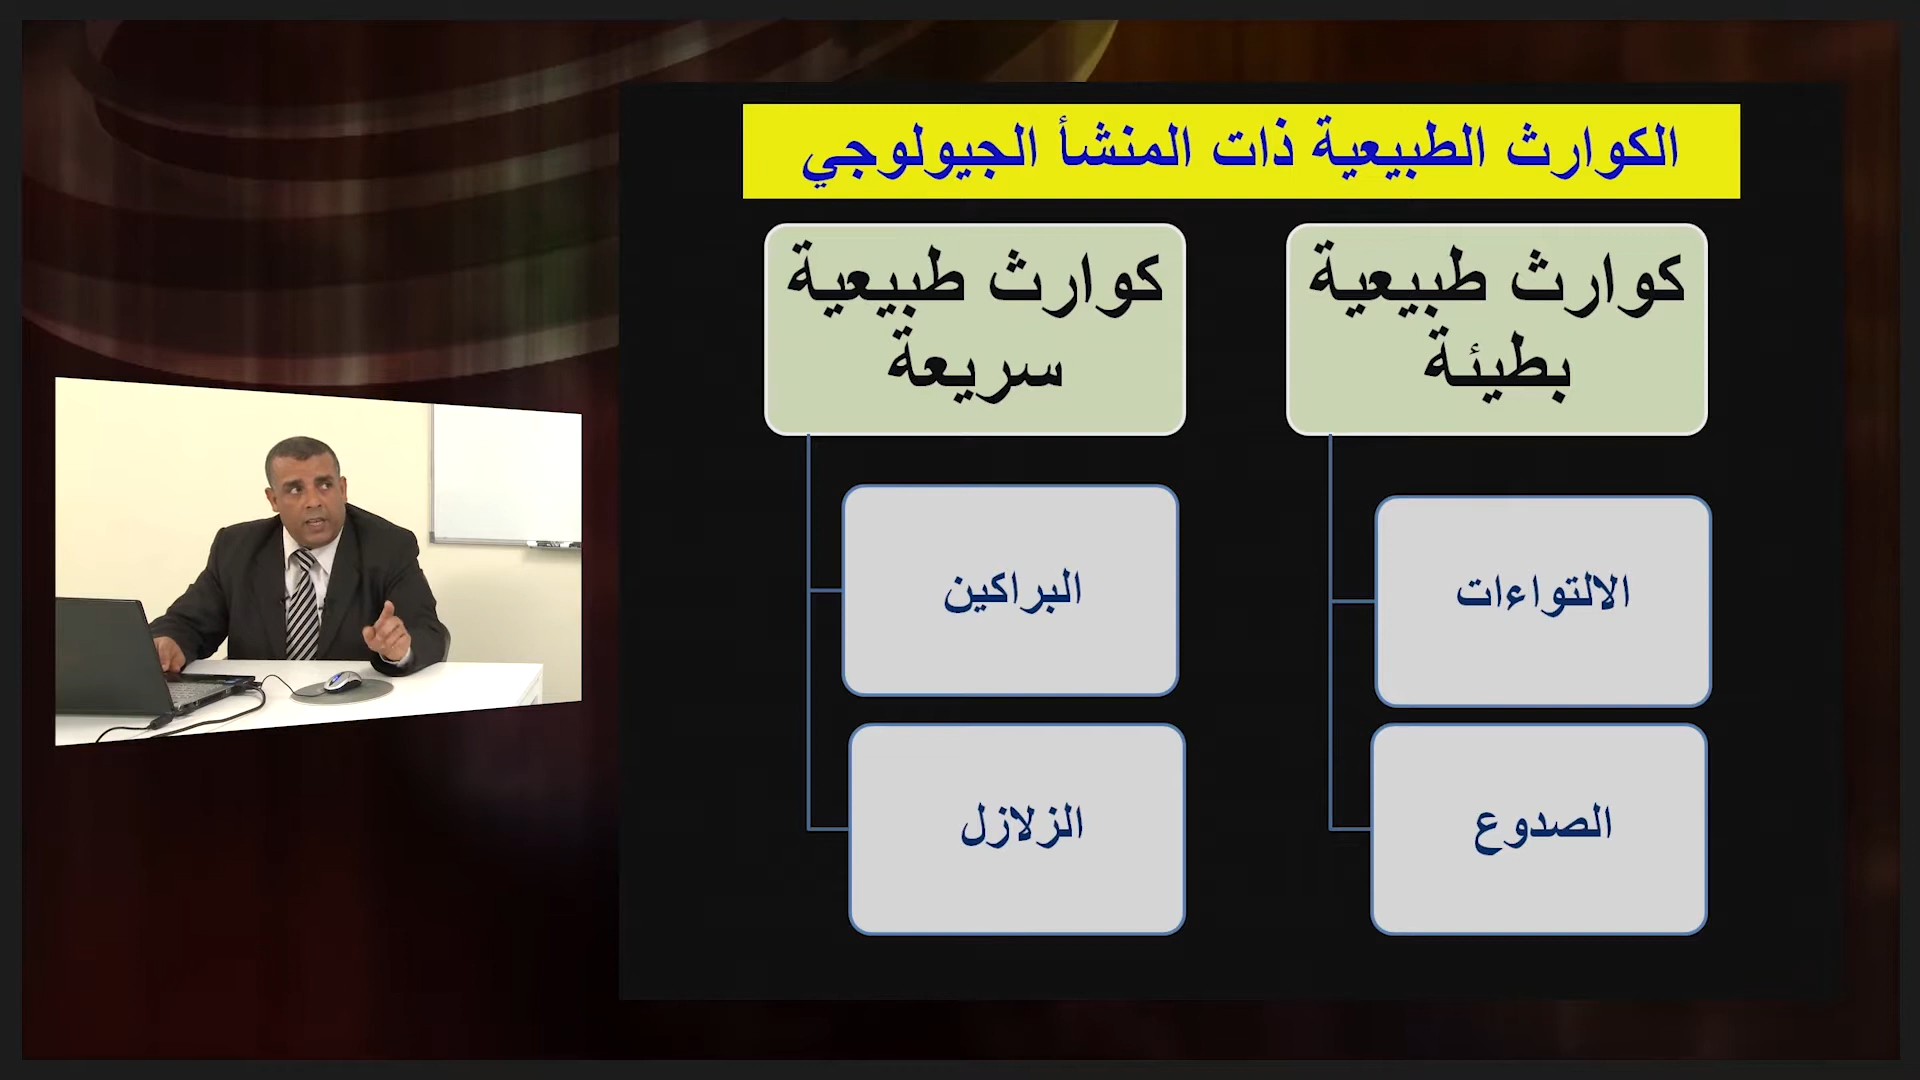 الكوارث الطبيعية ذات المنشأ الجيولوجي
كوارث طبيعية
بطيئة
الالتواءات
الصدوع
كوارث طبيعية
سريعة
البراكين
الزلازل